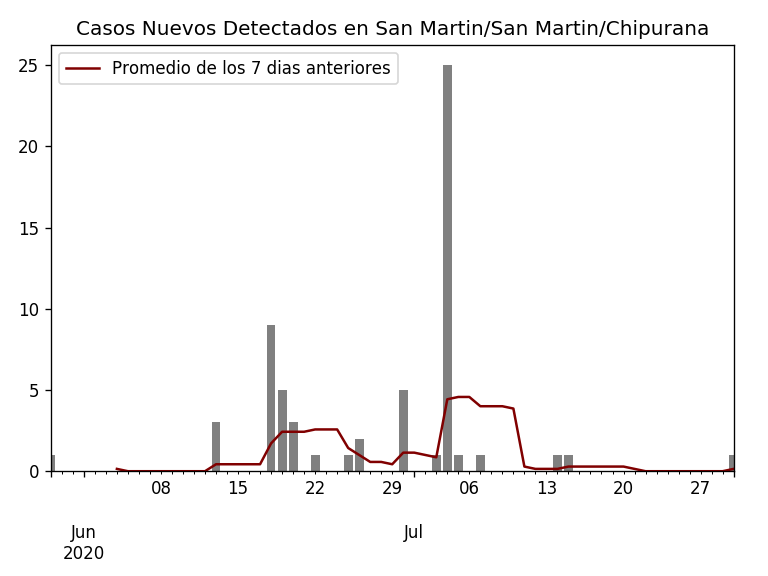 Casos Nuevos Detectados en San Martin/San Martin/Chipurana
Promedio de los 7 dias anteriores
25
20
15
10
5
0
08 15 22 29 06 13 20 27
Jun Jul
2020